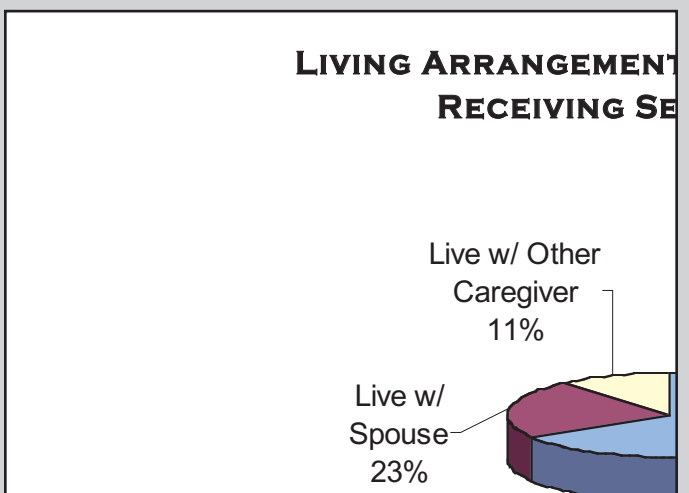 LIVING ARRANGEMENT
RECEIVING SE
Live w/ Other
Caregiver
11%
Live w/
Spouse
23%